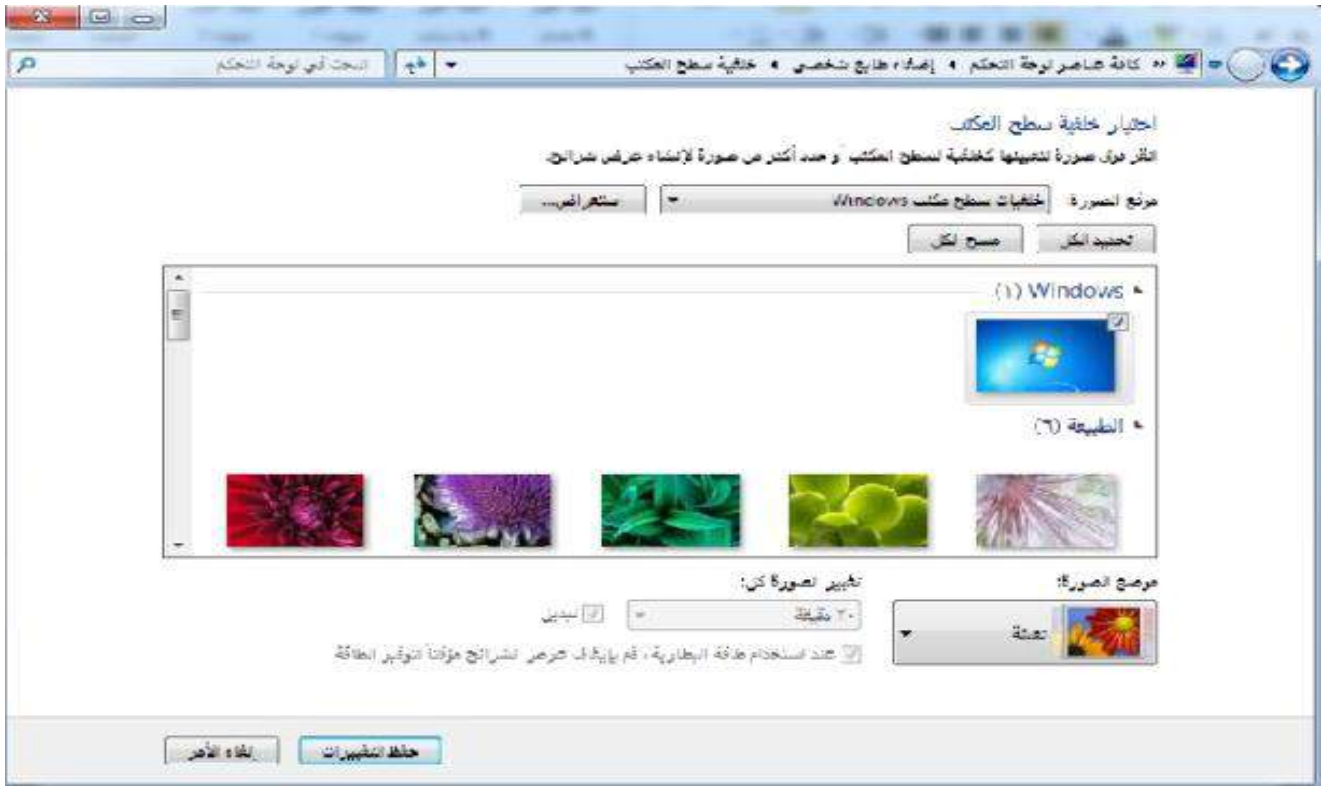 « كافة عناصر لوحة التحكم ‣ إضفاء طابع شخصي ‣ خلفية سطح المكتب
البحث في لوحة التحكم
اختيار خلفية سطح المكتب
انقر فوق صورة لتعيينها كخلفية لسطح المكتب أو حدد أكثر من صورة لإنشاء عرض شرائح.
موقع الصورة خلفيات سطح مكتب Windows استعراض...
تحديد الكل مسح الكل
Windows (١)
الطبيعة (٦)
موضع الصورة: تغيير الصورة كل:
تعبئة ٣٠ دقيقة تبديل
عند استخدام طاقة البطارية، قم بإيقاف عرض الشرائح مؤقتاً لتوفير الطاقة
حفظ التغييرات إلغاء الأمر